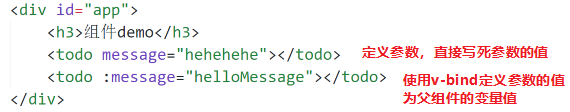 <div id="app">
<h3>组件demo</h3>
<todo message="hehehehe"></todo> 定义参数，直接写死参数的值
<todo :message="helloMessage"></todo> 使用v-bind定义参数的值
为父组件的变量值
</div>